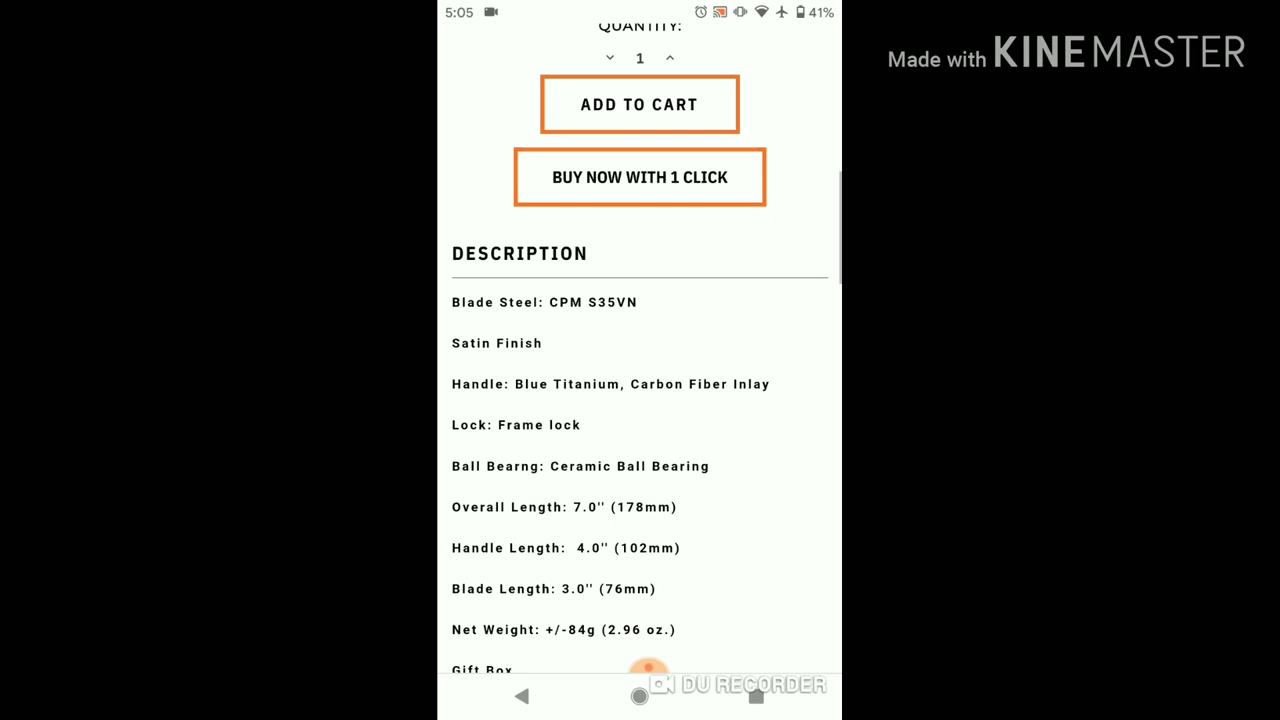 5:05
41%
Made with KINEMASTER
QUANTITY:
1
ADD TO CART
BUY NOW WITH 1 CLICK
DESCRIPTION
Blade Steel: CPM S35VN
Satin Finish
Handle: Blue Titanium, Carbon Fiber Inlay
Lock: Frame lock
Ball Bearng: Ceramic Ball Bearing
Overall Length: 7.0'' (178mm)
Handle Length:  4.0'' (102mm)
Blade Length: 3.0'' (76mm)
Net Weight: +/-84g (2.96 oz.)
Gift Box
DU RECORDER